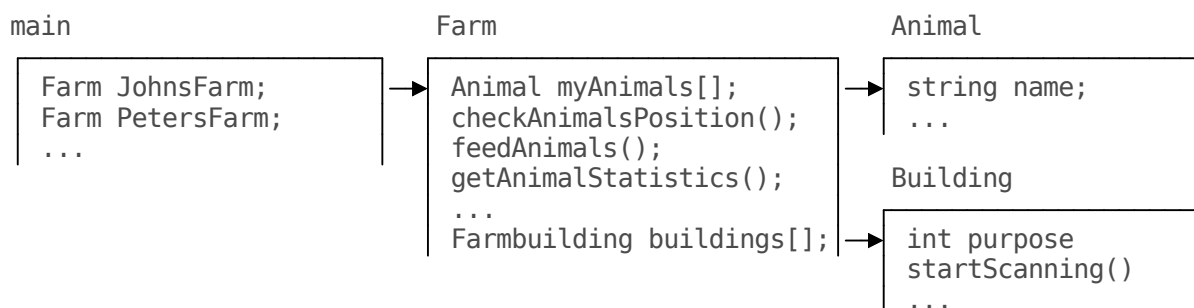 main
Farm JohnsFarm;
Farm PetersFarm;
...
Farm
Animal myAnimals[];
checkAnimalsPosition();
feedAnimals();
getAnimalStatistics();
...
Farmbuilding buildings[];
Animal
string name;
...
Building
int purpose
startScanning()
...